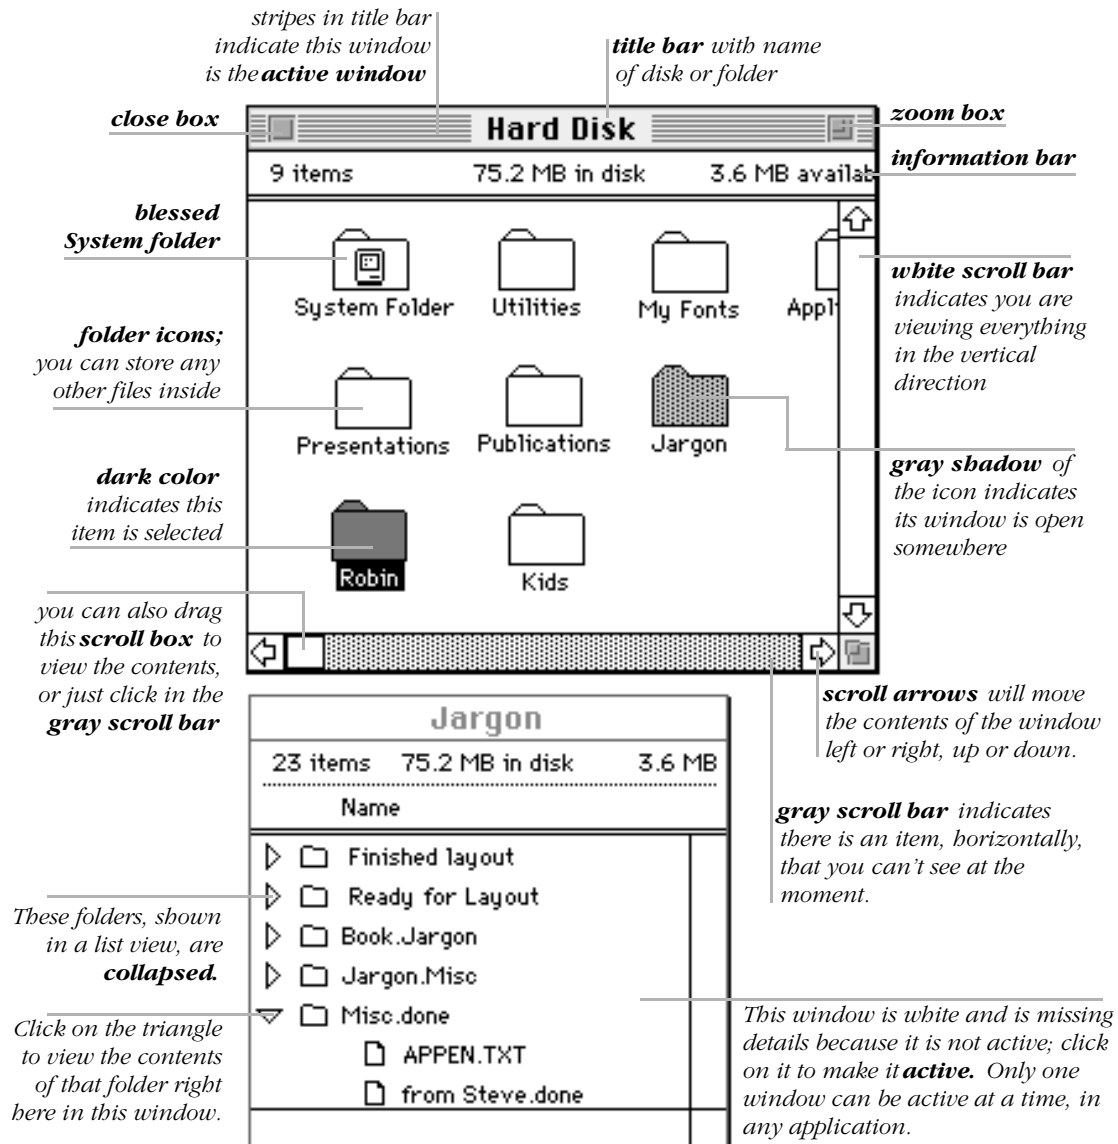 stripes in title bar
indicate this window
is the active window
title bar with name
of disk or folder
close box
zoom box
Hard Disk
information bar
9 items 75.2 MB in disk 3.6 MB availab
blessed
System folder
white scroll bar
indicates you are
viewing everything
in the vertical
direction
System Folder Utilities My Fonts Appli
folder icons;
you can store any
other files inside
Presentations Publications Jargon
gray shadow of
the icon indicates
its window is open
somewhere
dark color
indicates this
item is selected
Robin Kids
you can also drag
this scroll box to
view the contents,
or just click in the
gray scroll bar
scroll arrows will move
the contents of the window
left or right, up or down.
Jargon
23 items 75.2 MB in disk 3.6 MB
Name
gray scroll bar indicates
there is an item, horizontally,
that you can't see at the
moment.
Finished layout
Ready for Layout
Book.Jargon
Jargon.Misc
Misc.done
APPEN.TXT
from Steve.done
These folders, shown
in a list view, are
collapsed.
Click on the triangle
to view the contents
of that folder right
here in this window.
This window is white and is missing
details because it is not active; click
on it to make it active. Only one
window can be active at a time, in
any application.